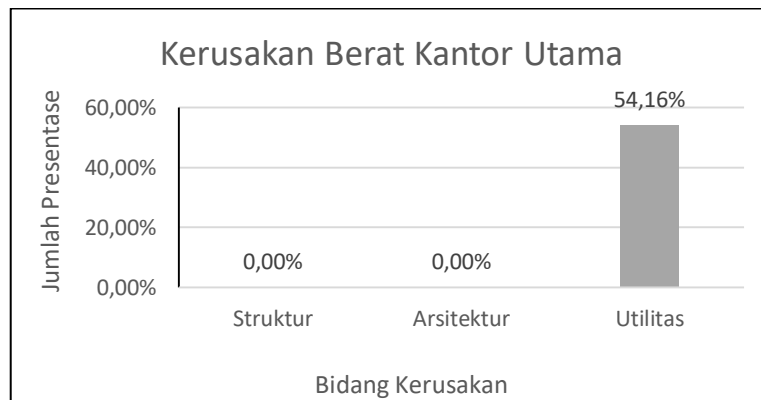 Kerusakan Berat Kantor Utama
Jumlah Presentase
60,00%
40,00%
20,00%
0,00%
0,00%
0,00%
54,16%
Struktur
Arsitektur
Utilitas
Bidang Kerusakan